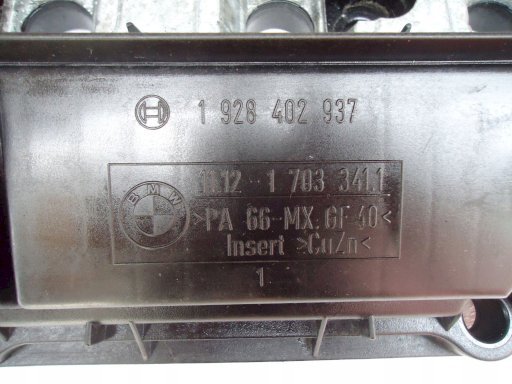 1 928 402 937
11.12-1 703 341.1
BMW
>PA 66-MX.GF 40<
Insert >CuZn<
1